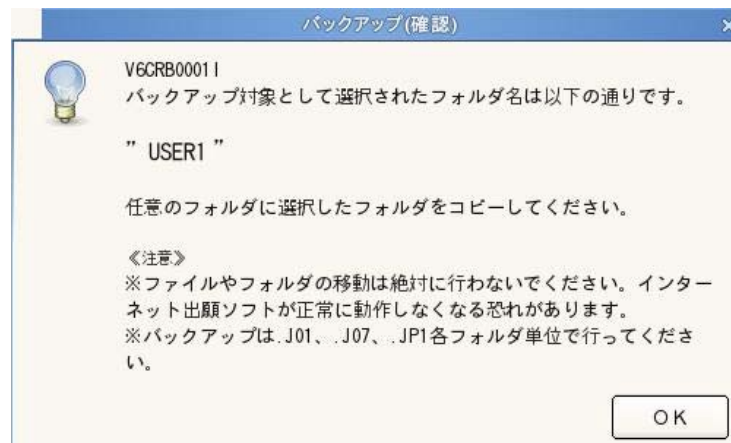 バックアップ(確認)
V6CRB0001I
バックアップ対象として選択されたフォルダ名は以下の通りです。
” USER1 ”
任意のフォルダに選択したフォルダをコピーしてください。
≪注意≫
※ファイルやフォルダの移動は絶対に行わないでください。インター
ネット出願ソフトが正常に動作しなくなる恐れがあります。
※バックアップは.J01、.J07、.JP1各フォルダ単位で行ってくださ
い。
OK